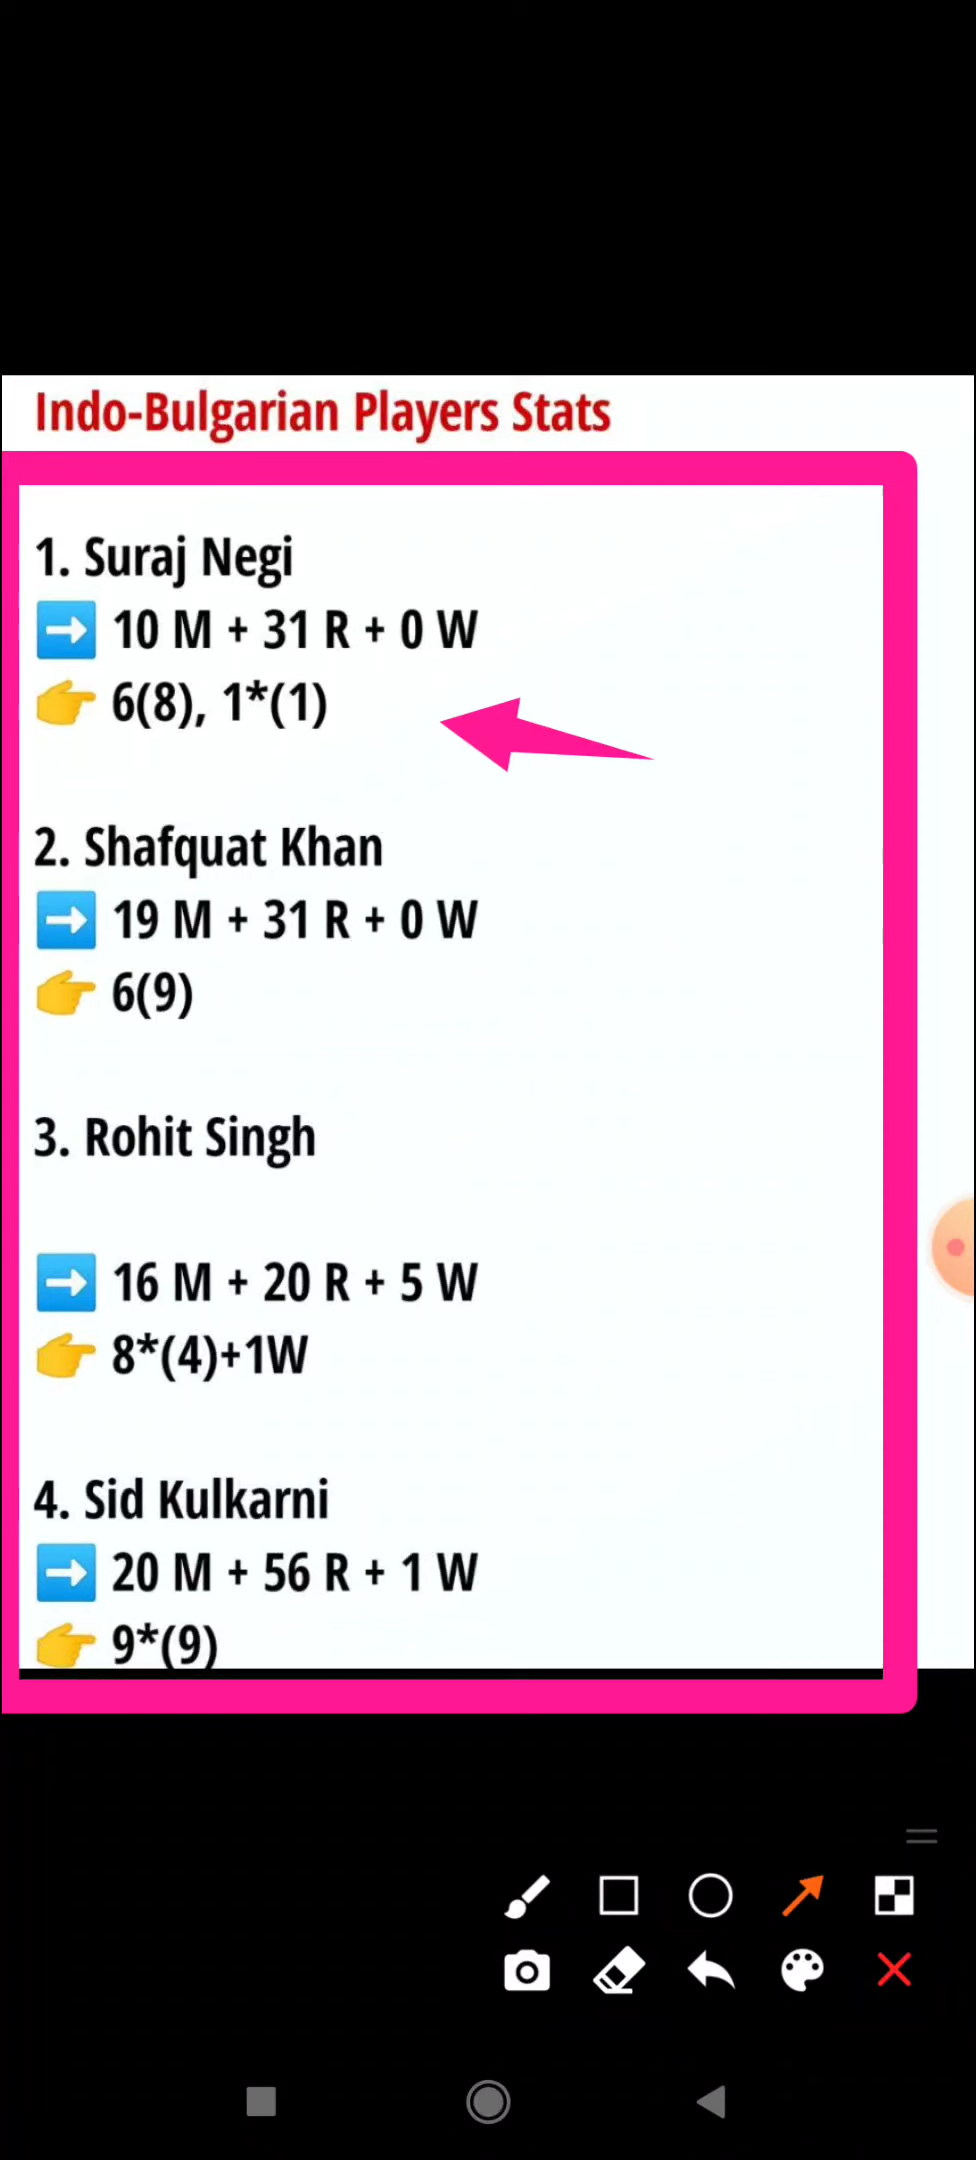 Indo-Bulgarian Players Stats
1. Suraj Negi
➡️ 10 M + 31 R + 0 W
👉 6(8), 1*(1)
2. Shafquat Khan
➡️ 19 M + 31 R + 0 W
👉 6(9)
3. Rohit Singh
➡️ 16 M + 20 R + 5 W
👉 8*(4)+1W
4. Sid Kulkarni
➡️ 20 M + 56 R + 1 W
👉 9*(9)